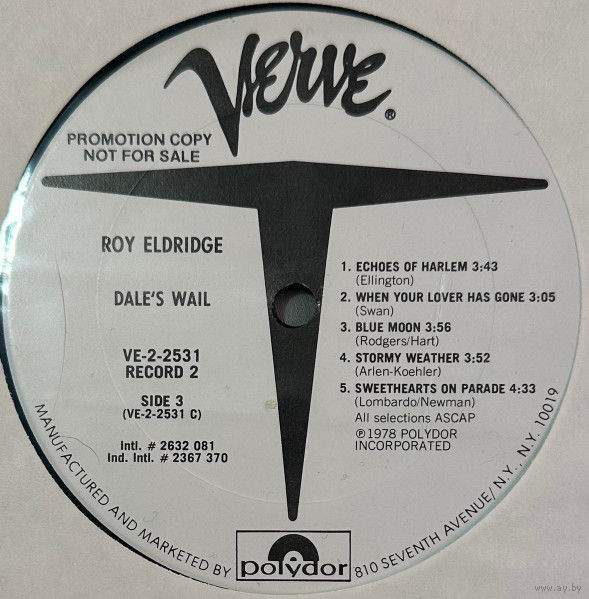 Verve®
PROMOTION COPY
NOT FOR SALE
ROY ELDRIDGE
DALE'S WAIL
VE-2-2531
RECORD 2
SIDE 3
(VE-2-2531 C)
Intl. # 2632 081
Ind. Intl. # 2367 370
1. ECHOES OF HARLEM 3:43
(Ellington)
2. WHEN YOUR LOVER HAS GONE 3:05
(Swan)
3. BLUE MOON 3:56
(Rodgers/Hart)
4. STORMY WEATHER 3:52
(Arlen-Koehler)
5. SWEETHEARTS ON PARADE 4:33
(Lombardo/Newman)
All selections ASCAP
℗1978 POLYDOR
INCORPORATED
MANUFACTURED AND MARKETED BY polydor 810 SEVENTH AVENUE/ N.Y., N.Y. 10019
www.ay.by